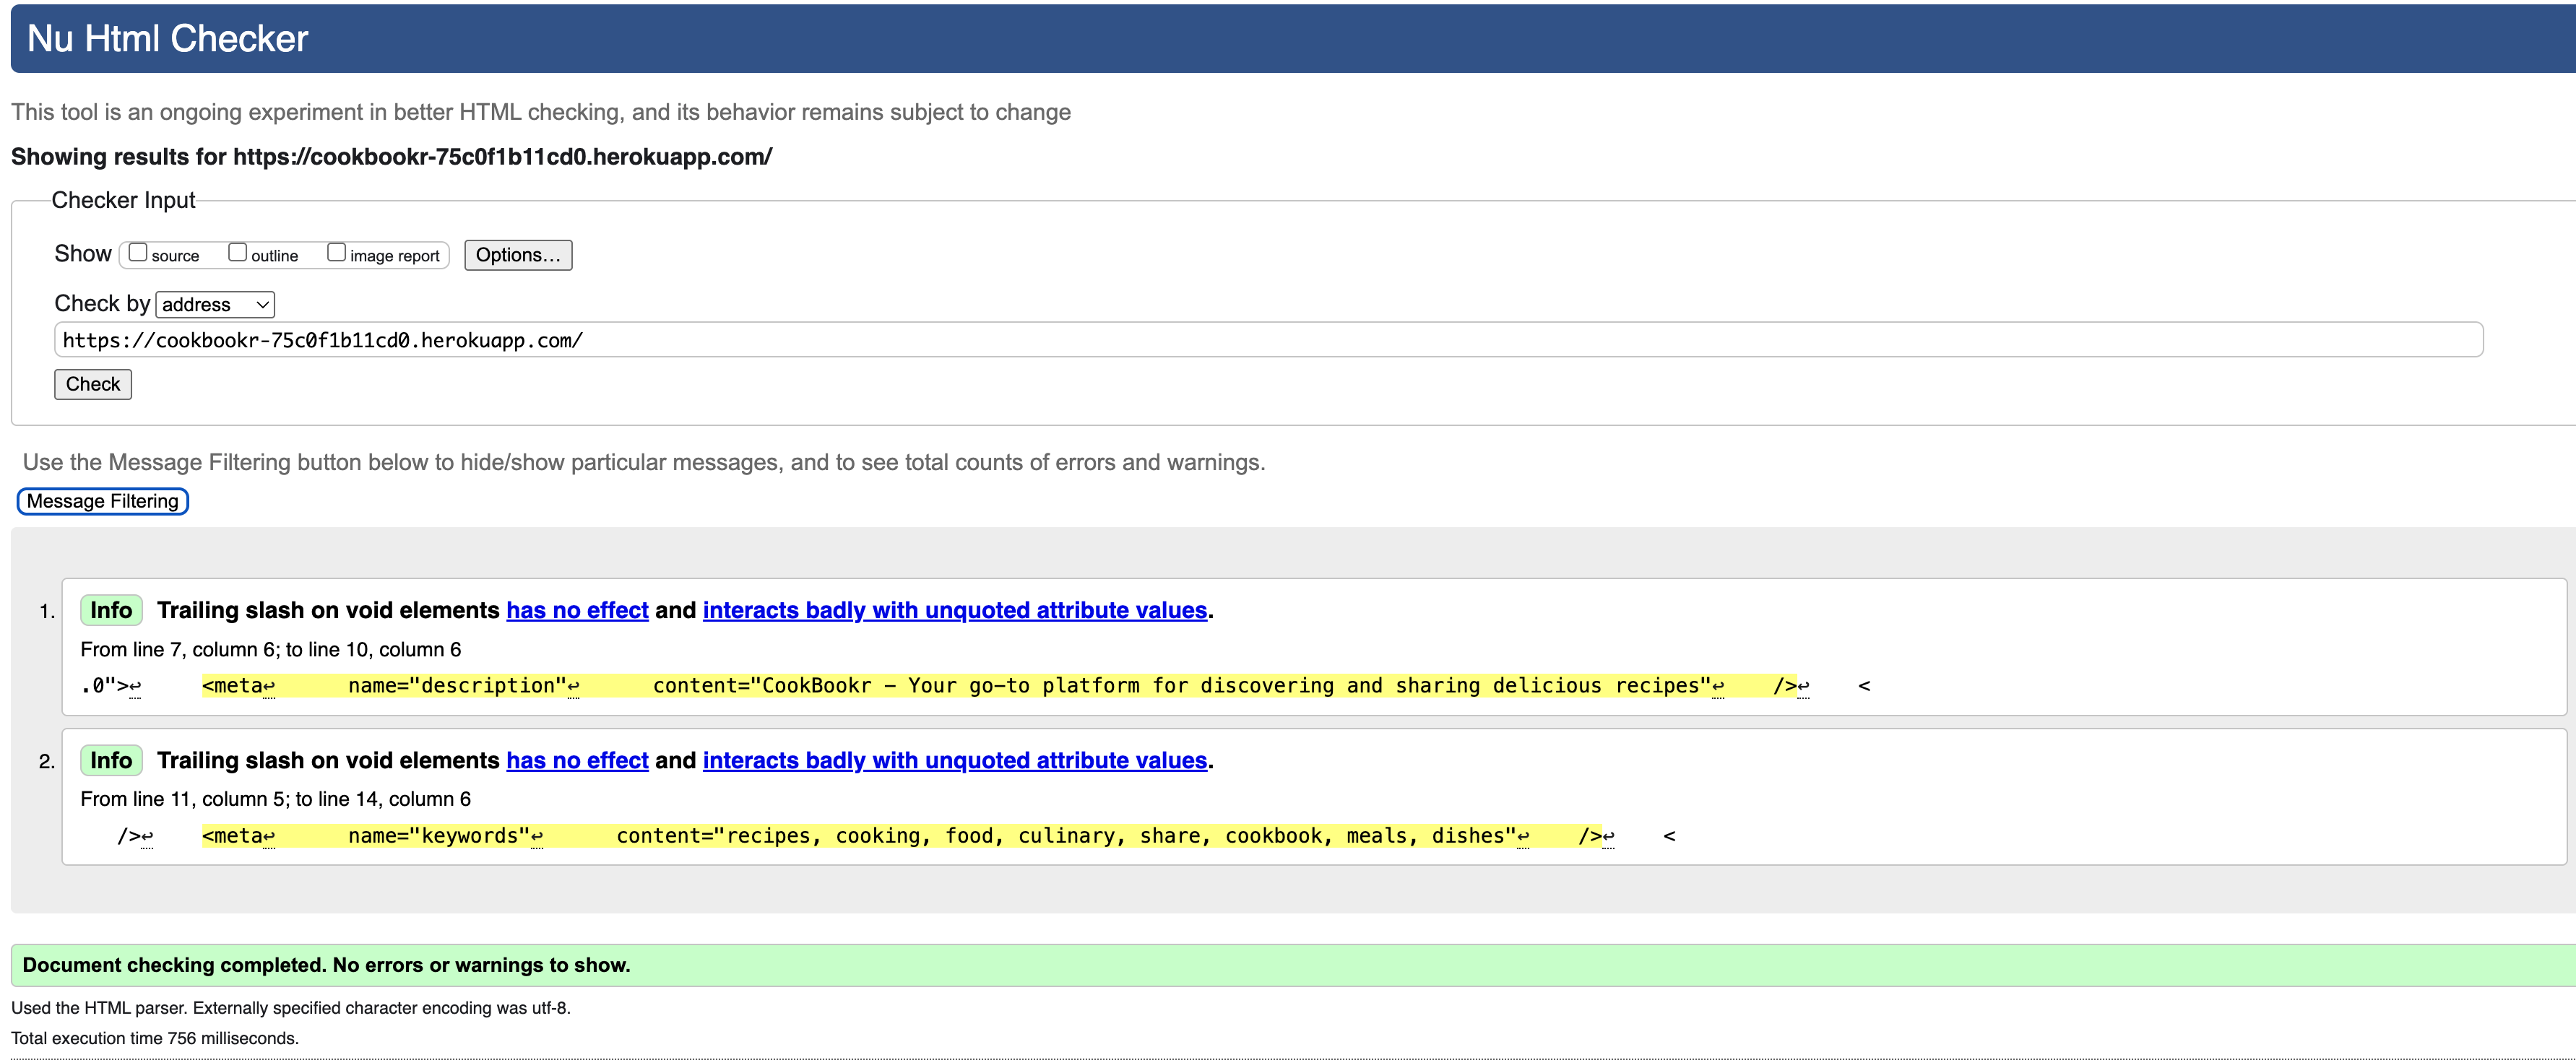 Nu Html Checker
This tool is an ongoing experiment in better HTML checking, and its behavior remains subject to change
Showing results for https://cookbookr-75c0f1b11cd0.herokuapp.com/
Checker Input
Show source outline image report Options...
Check by address
https://cookbookr-75c0f1b11cd0.herokuapp.com/
Check
Use the Message Filtering button below to hide/show particular messages, and to see total counts of errors and warnings.
Message Filtering
1. Info Trailing slash on void elements has no effect and interacts badly with unquoted attribute values.
From line 7, column 6; to line 10, column 6
.0">↩ <meta↩ name="description"↩ content="CookBookr – Your go-to platform for discovering and sharing delicious recipes"↩ />↩ <
2. Info Trailing slash on void elements has no effect and interacts badly with unquoted attribute values.
From line 11, column 5; to line 14, column 6
/>↩ <meta↩ name="keywords"↩ content="recipes, cooking, food, culinary, share, cookbook, meals, dishes"↩ />↩ <
Document checking completed. No errors or warnings to show.
Used the HTML parser. Externally specified character encoding was utf-8.
Total execution time 756 milliseconds.